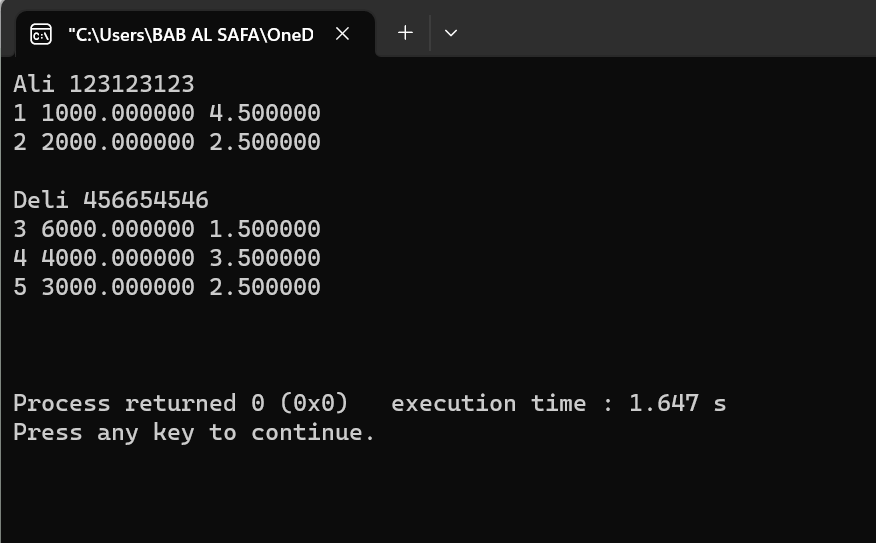 "C:\Users\BAB AL SAFA\OneD
Ali 123123123
1 1000.000000 4.500000
2 2000.000000 2.500000
Deli 456654546
3 6000.000000 1.500000
4 4000.000000 3.500000
5 3000.000000 2.500000
Process returned 0 (0x0)   execution time : 1.647 s
Press any key to continue.